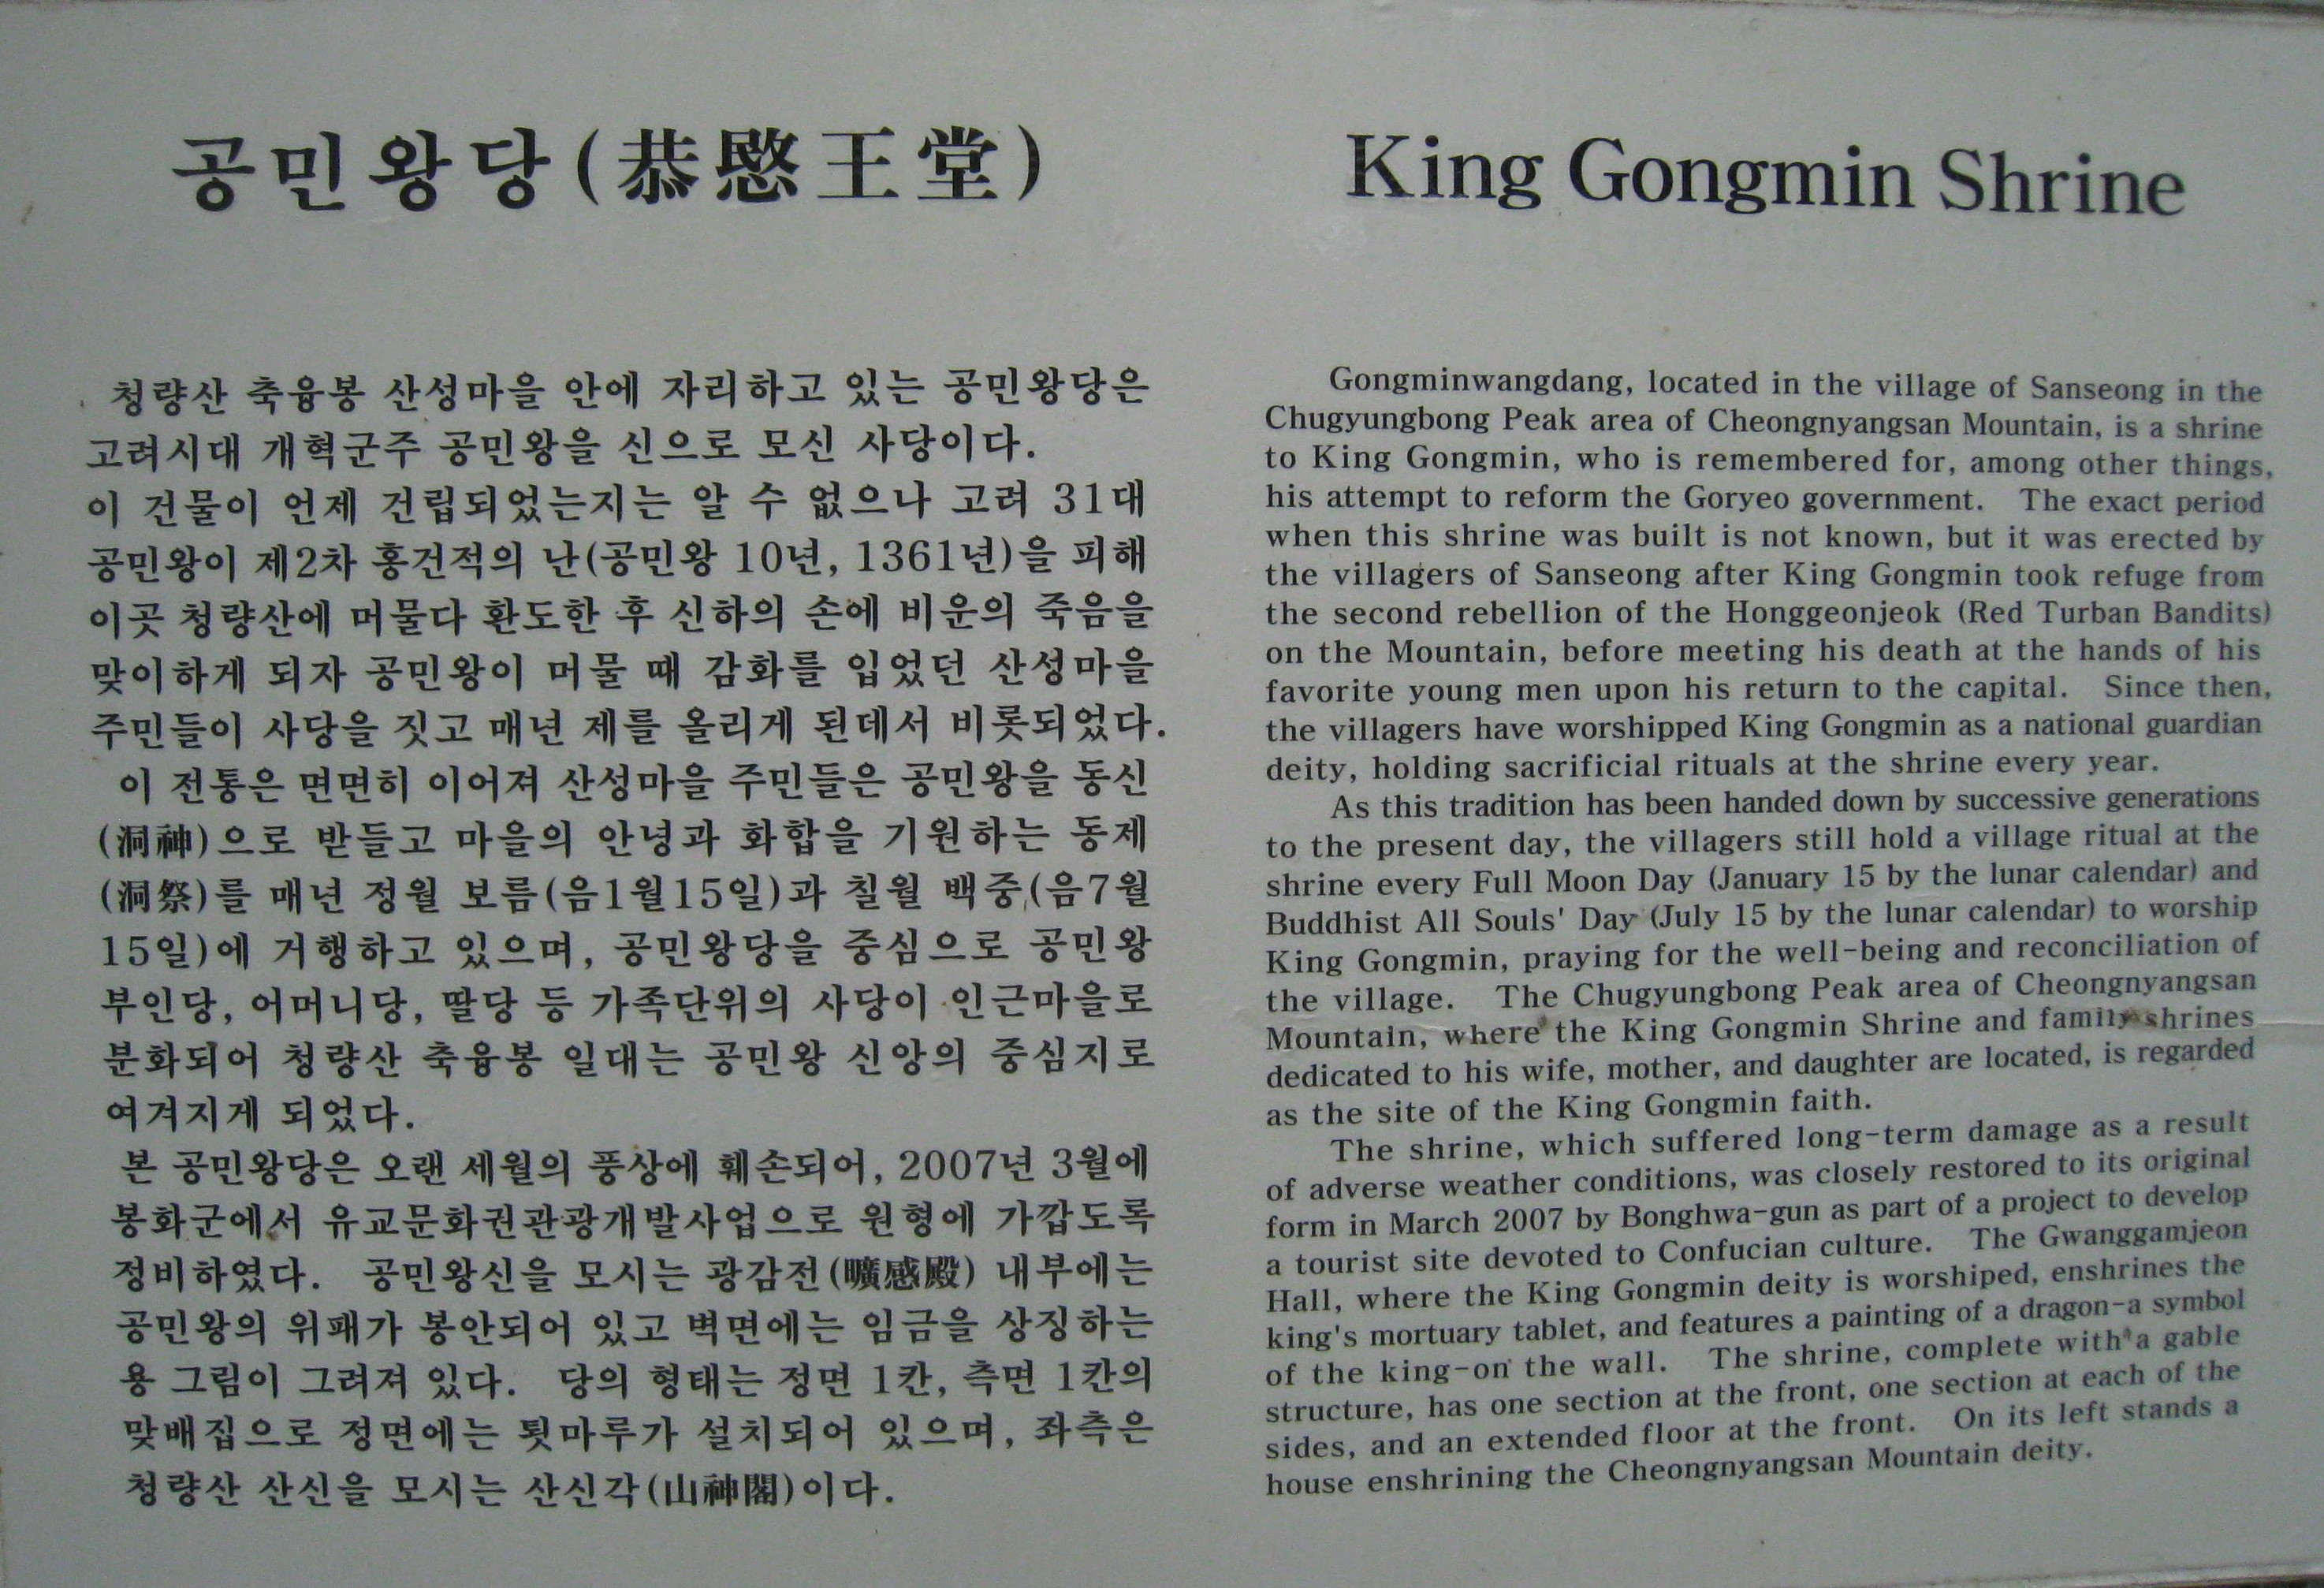 공민왕당(恭愍王堂)
청량산 축융봉 산성마을 안에 자리하고 있는 공민왕당은
고려시대 개혁군주 공민왕을 신으로 모신 사당이다.
이 건물이 언제 건립되었는지는 알 수 없으나 고려 31대
공민왕이 제2차 홍건적의 난(공민왕 10년, 1361년)을 피해
이곳 청량산에 머물다 환도한 후 신하의 손에 비운의 죽음을
맞이하게 되자 공민왕이 머물 때 감화를 입었던 산성마을
주민들이 사당을 짓고 매년 제를 올리게 된데서 비롯되었다.
이 전통은 면면히 이어져 산성마을 주민들은 공민왕을 동신
(洞神)으로 받들고 마을의 안녕과 화합을 기원하는 동제
(洞祭)를 매년 정월 보름(음1월15일)과 칠월 백중(음7월
15일)에 거행하고 있으며, 공민왕당을 중심으로 공민왕
부인당, 어머니당, 딸당 등 가족단위의 사당이 인근마을로
분화되어 청량산 축융봉 일대는 공민왕 신앙의 중심지로
여겨지게 되었다.
본 공민왕당은 오랜 세월의 풍상에 훼손되어, 2007년 3월에
봉화군에서 유교문화권관광개발사업으로 원형에 가깝도록
정비하였다. 공민왕신을 모시는 광감전(曠感殿) 내부에는
공민왕의 위패가 봉안되어 있고 벽면에는 임금을 상징하는
용 그림이 그려져 있다. 당의 형태는 정면 1칸, 측면 1칸의
맞배집으로 정면에는 툇마루가 설치되어 있으며, 좌측은
청량산 산신을 모시는 산신각(山神閣)이다.
King Gongmin Shrine
Gongminwangdang, located in the village of Sanseong in the
Chugyungbong Peak area of Cheongnyangsan Mountain, is a shrine
to King Gongmin, who is remembered for, among other things,
his attempt to reform the Goryeo government. The exact period
when this shrine was built is not known, but it was erected by
the villagers of Sanseong after King Gongmin took refuge from
the second rebellion of the Honggeonjeok (Red Turban Bandits)
on the Mountain, before meeting his death at the hands of his
favorite young men upon his return to the capital. Since then,
the villagers have worshipped King Gongmin as a national guardian
deity, holding sacrificial rituals at the shrine every year.
As this tradition has been handed down by successive generations
to the present day, the villagers still hold a village ritual at the
shrine every Full Moon Day (January 15 by the lunar calendar) and
Buddhist All Souls' Day (July 15 by the lunar calendar) to worship
King Gongmin, praying for the well-being and reconciliation of
the village. The Chugyungbong Peak area of Cheongnyangsan
Mountain, where the King Gongmin Shrine and family shrines
dedicated to his wife, mother, and daughter are located, is regarded
as the site of the King Gongmin faith.
The shrine, which suffered long-term damage as a result
of adverse weather conditions, was closely restored to its original
form in March 2007 by Bonghwa-gun as part of a project to develop
a tourist site devoted to Confucian culture. The Gwanggamjeon
Hall, where the King Gongmin deity is worshiped, enshrines the
king's mortuary tablet, and features a painting of a dragon-a symbol
of the king-on the wall. The shrine, complete with a gable
structure, has one section at the front, one section at each of the
sides, and an extended floor at the front. On its left stands a
house enshrining the Cheongnyangsan Mountain deity.